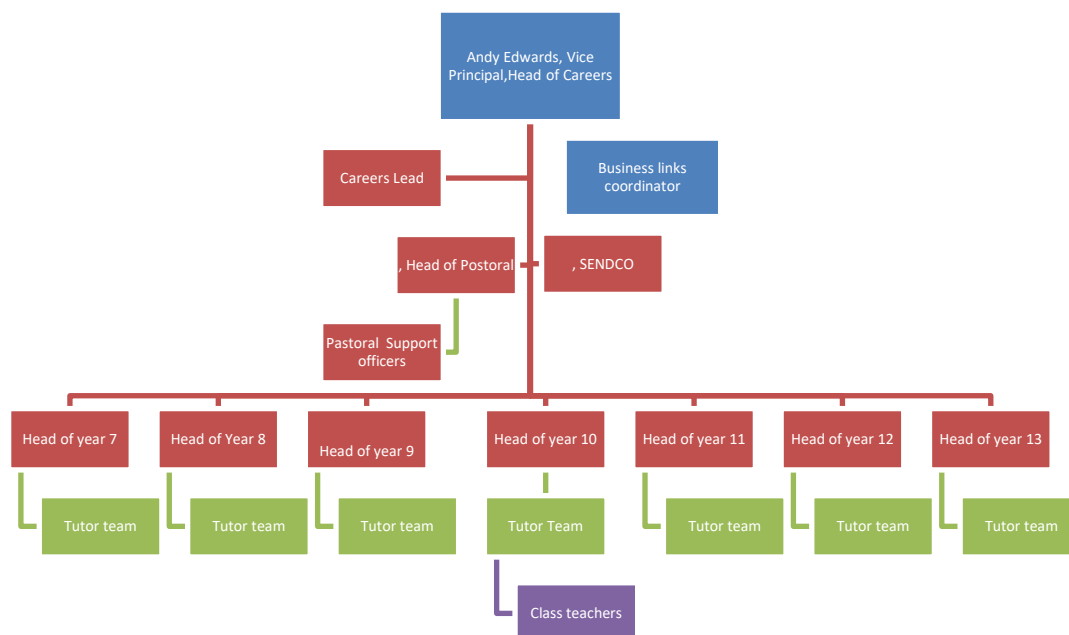 Andy Edwards, Vice
Principal,Head of Careers
Careers Lead
Business links
coordinator
, Head of Postoral
, SENDCO
Pastoral Support
officers
Head of year 7
Head of Year 8
Head of year 9
Head of year 10
Head of year 11
Head of year 12
Head of year 13
Tutor team
Tutor team
Tutor team
Tutor Team
Tutor team
Tutor team
Tutor team
Class teachers